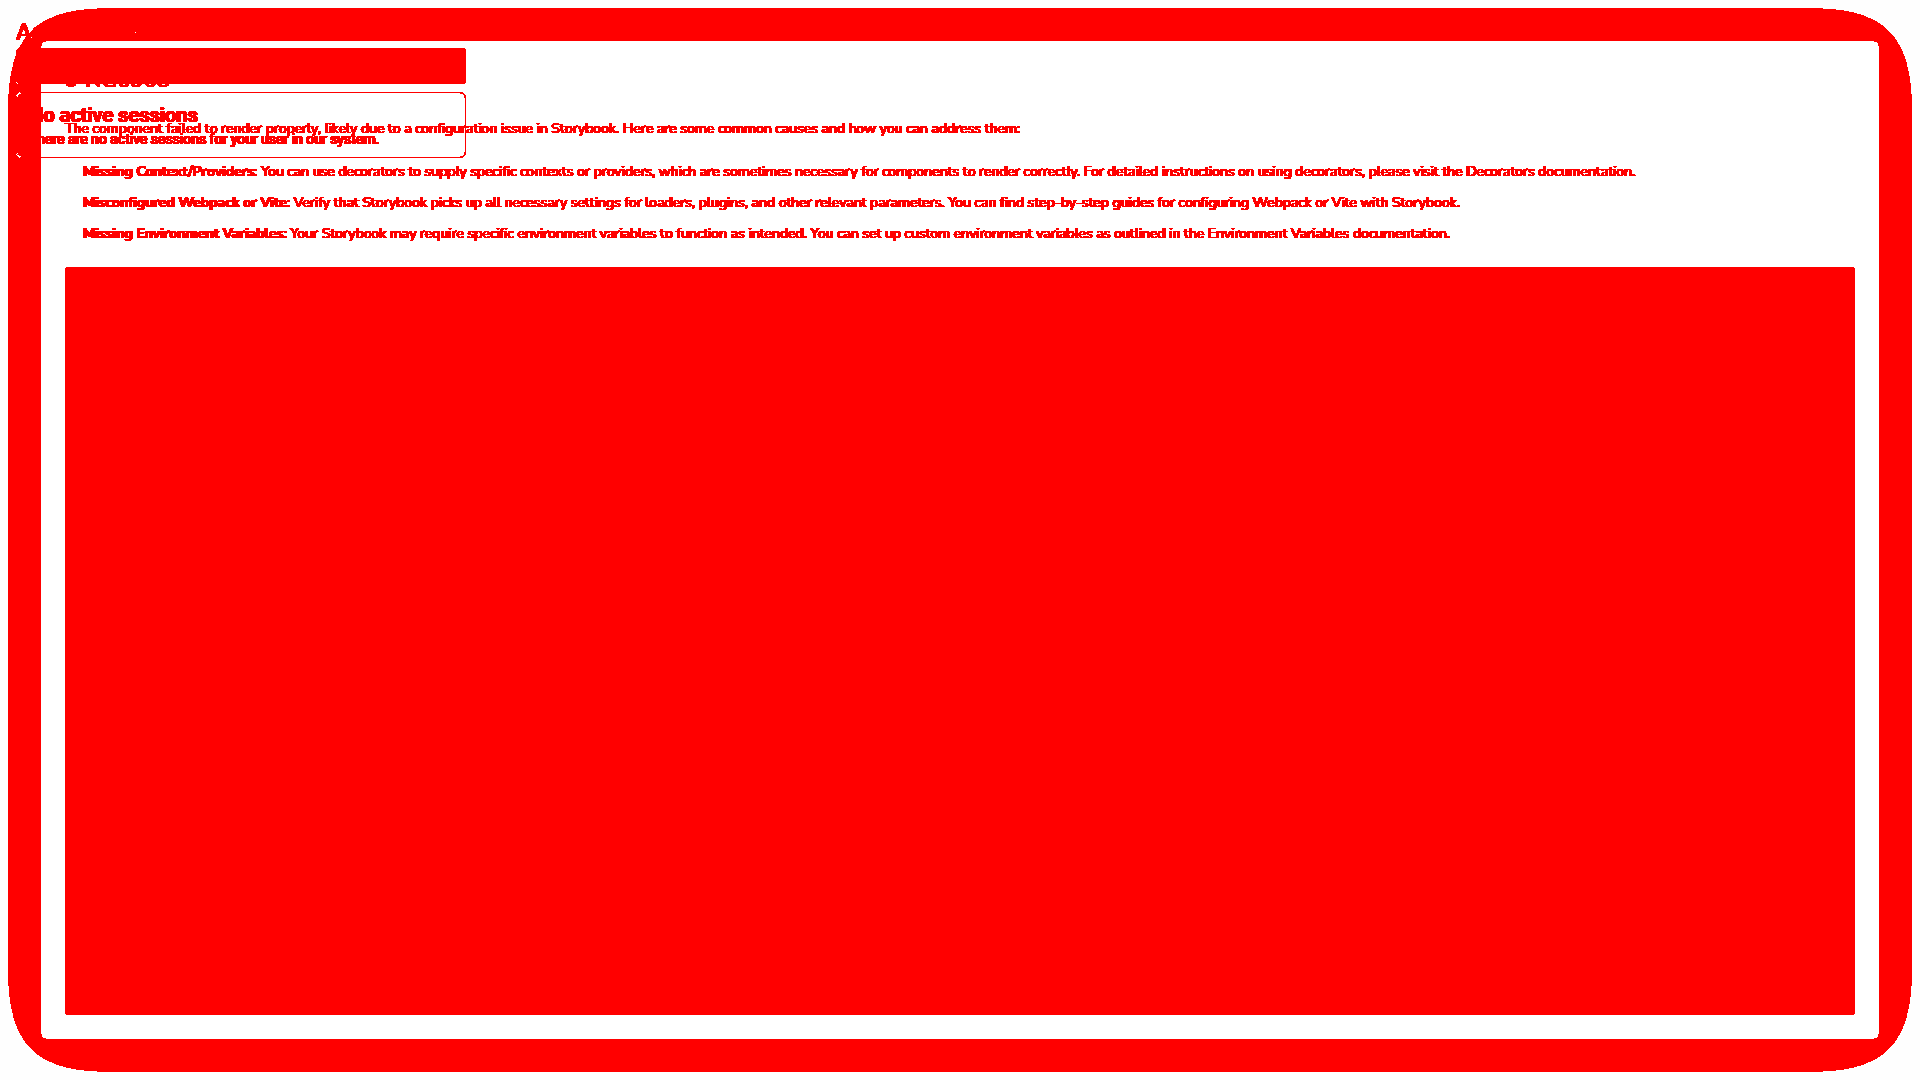 No active sessions
The component failed to render properly, likely due to a configuration issue in Storybook. Here are some common causes and how you can address them:
There are no active sessions for your user in our system.
Missing Context/Providers: You can use decorators to supply specific contexts or providers, which are sometimes necessary for components to render correctly. For detailed instructions on using decorators, please visit the Decorators documentation.
Misconfigured Webpack or Vite: Verify that Storybook picks up all necessary settings for loaders, plugins, and other relevant parameters. You can find step-by-step guides for configuring Webpack or Vite with Storybook.
Missing Environment Variables: Your Storybook may require specific environment variables to function as intended. You can set up custom environment variables as outlined in the Environment Variables documentation.